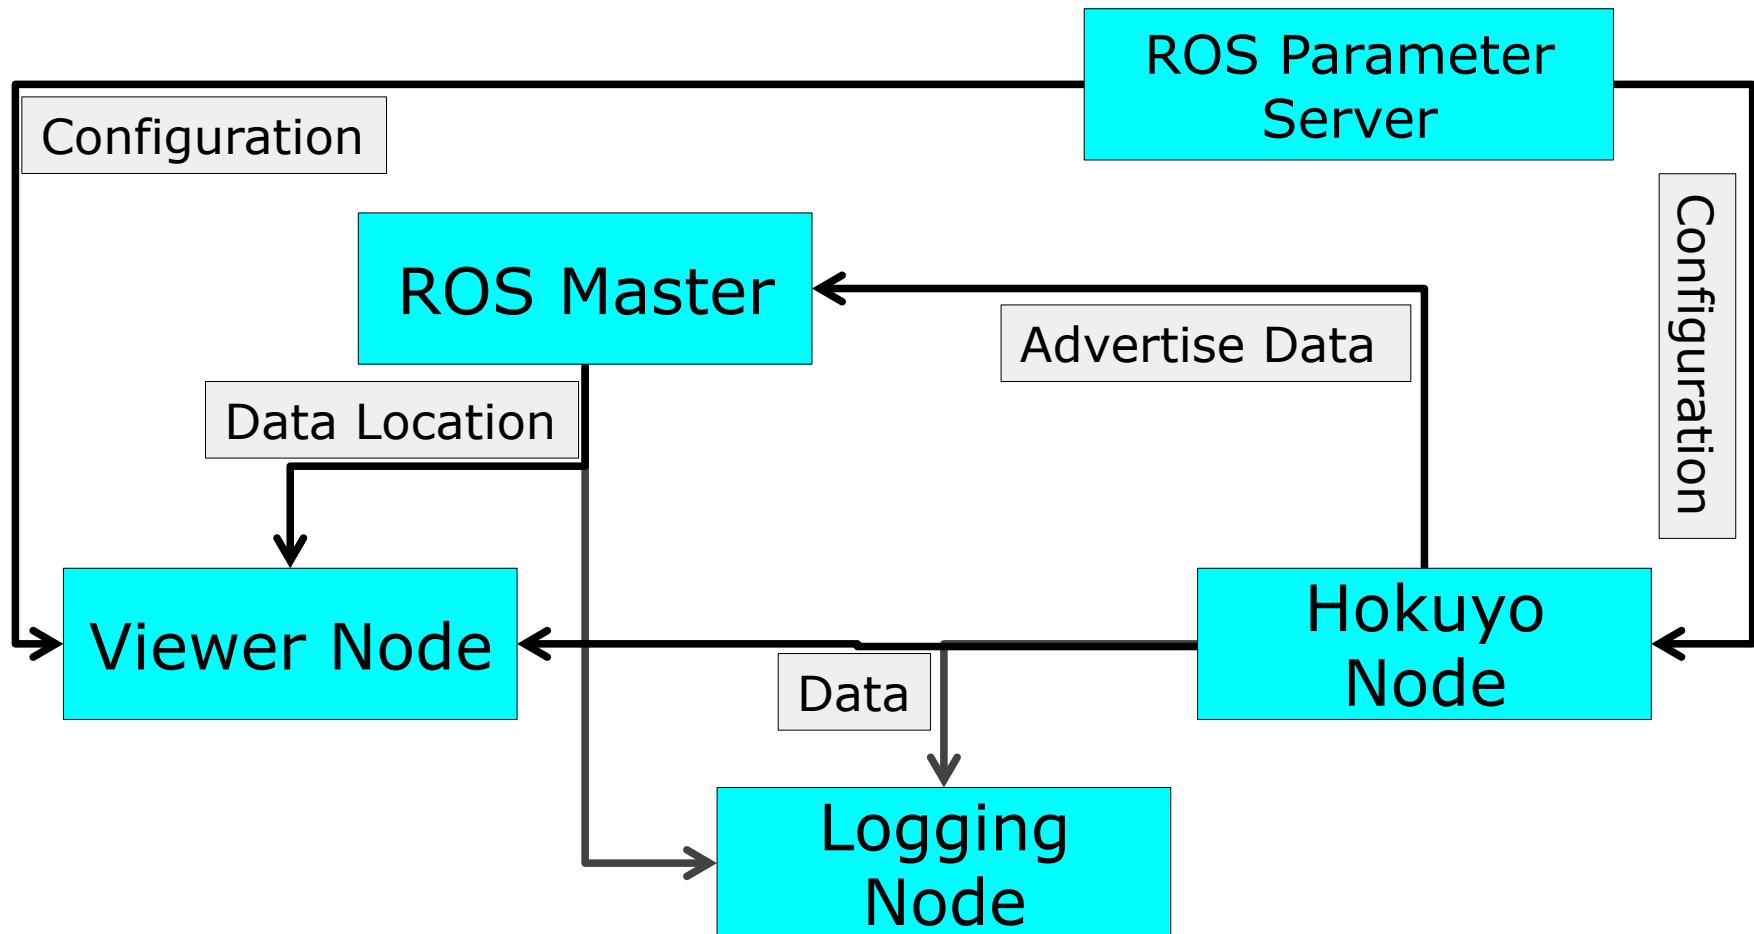 ROS Parameter
Server
Configuration
Configuration
ROS Master
Advertise Data
Data Location
Viewer Node
Hokuyo
Node
Data
Logging
Node